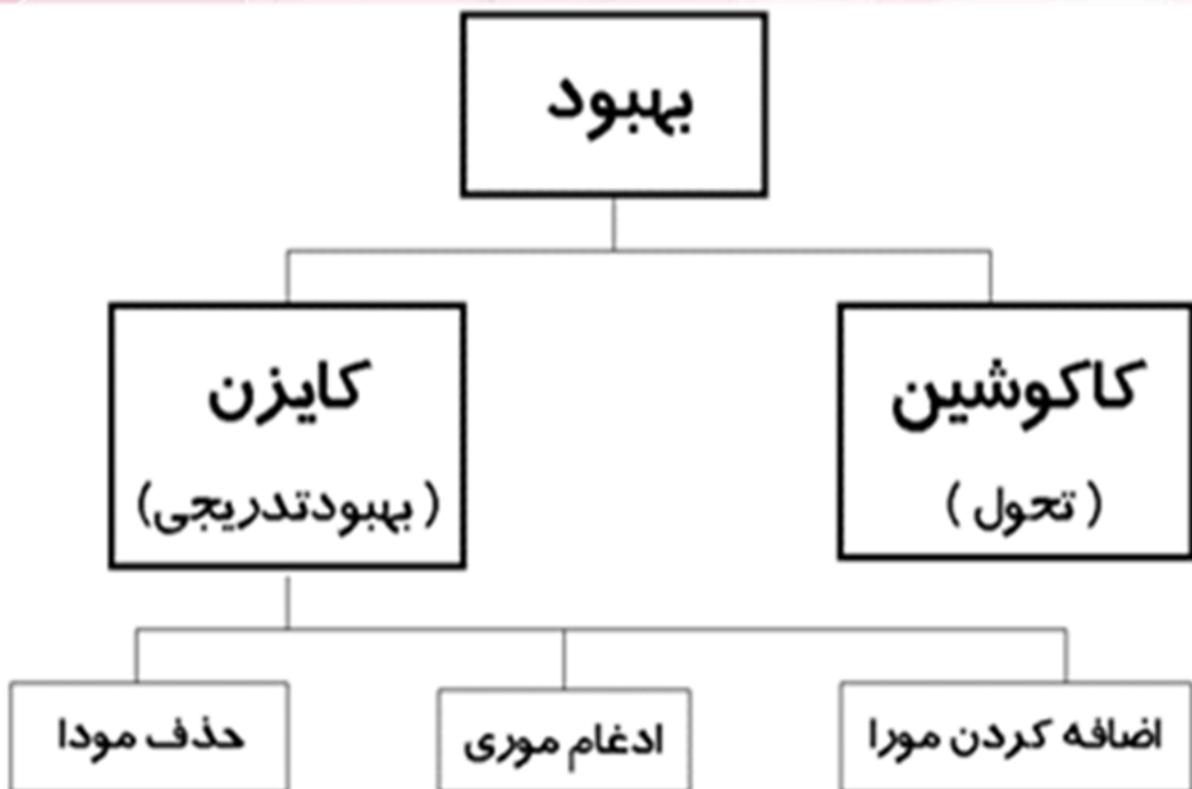 بهبود
کاکوشین
( تحول )
کایزن
( بهبودتدریجی)
اضافه کردن مورا
ادغام موری
حذف مودا